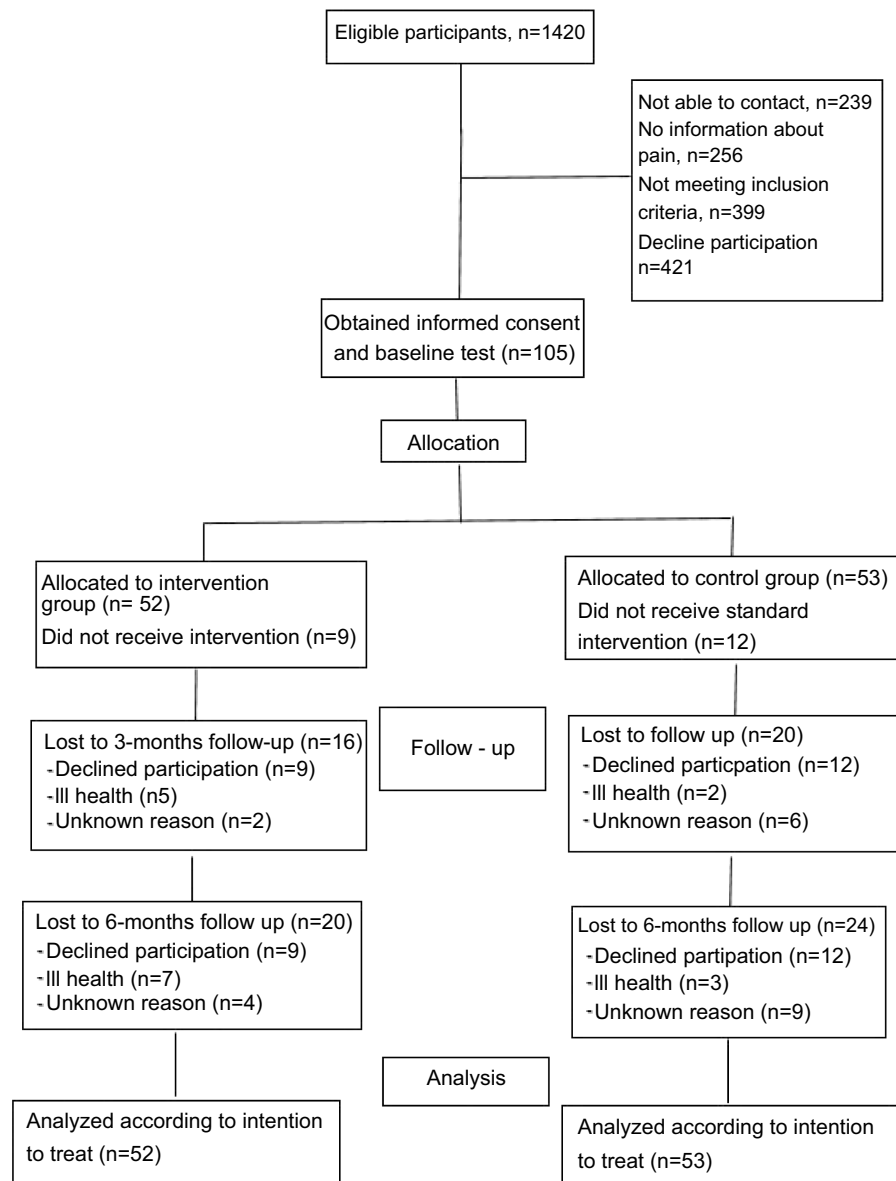 Eligible participants, n=1420
Not able to contact, n=239
No information about
pain, n=256
Not meeting inclusion
criteria, n=399
Decline participation
n=421
Obtained informed consent
and baseline test (n=105)
Allocation
Allocated to intervention
group (n= 52)
Did not receive intervention (n=9)
Allocated to control group (n=53)
Did not receive standard
intervention (n=12)
Lost to 3-months follow-up (n=16)
-Declined participation (n=9)
-Ill health (n5)
-Unknown reason (n=2)
Follow - up
Lost to follow up (n=20)
-Declined particpation (n=12)
-Ill health (n=2)
-Unknown reason (n=6)
Lost to 6-months follow up (n=20)
-Declined participation (n=9)
-Ill health (n=7)
-Unknown reason (n=4)
Lost to 6-months follow up (n=24)
-Declined partipation (n=12)
-Ill health (n=3)
-Unknown reason (n=9)
Analysis
Analyzed according to intention
to treat (n=52)
Analyzed according to intention
to treat (n=53)